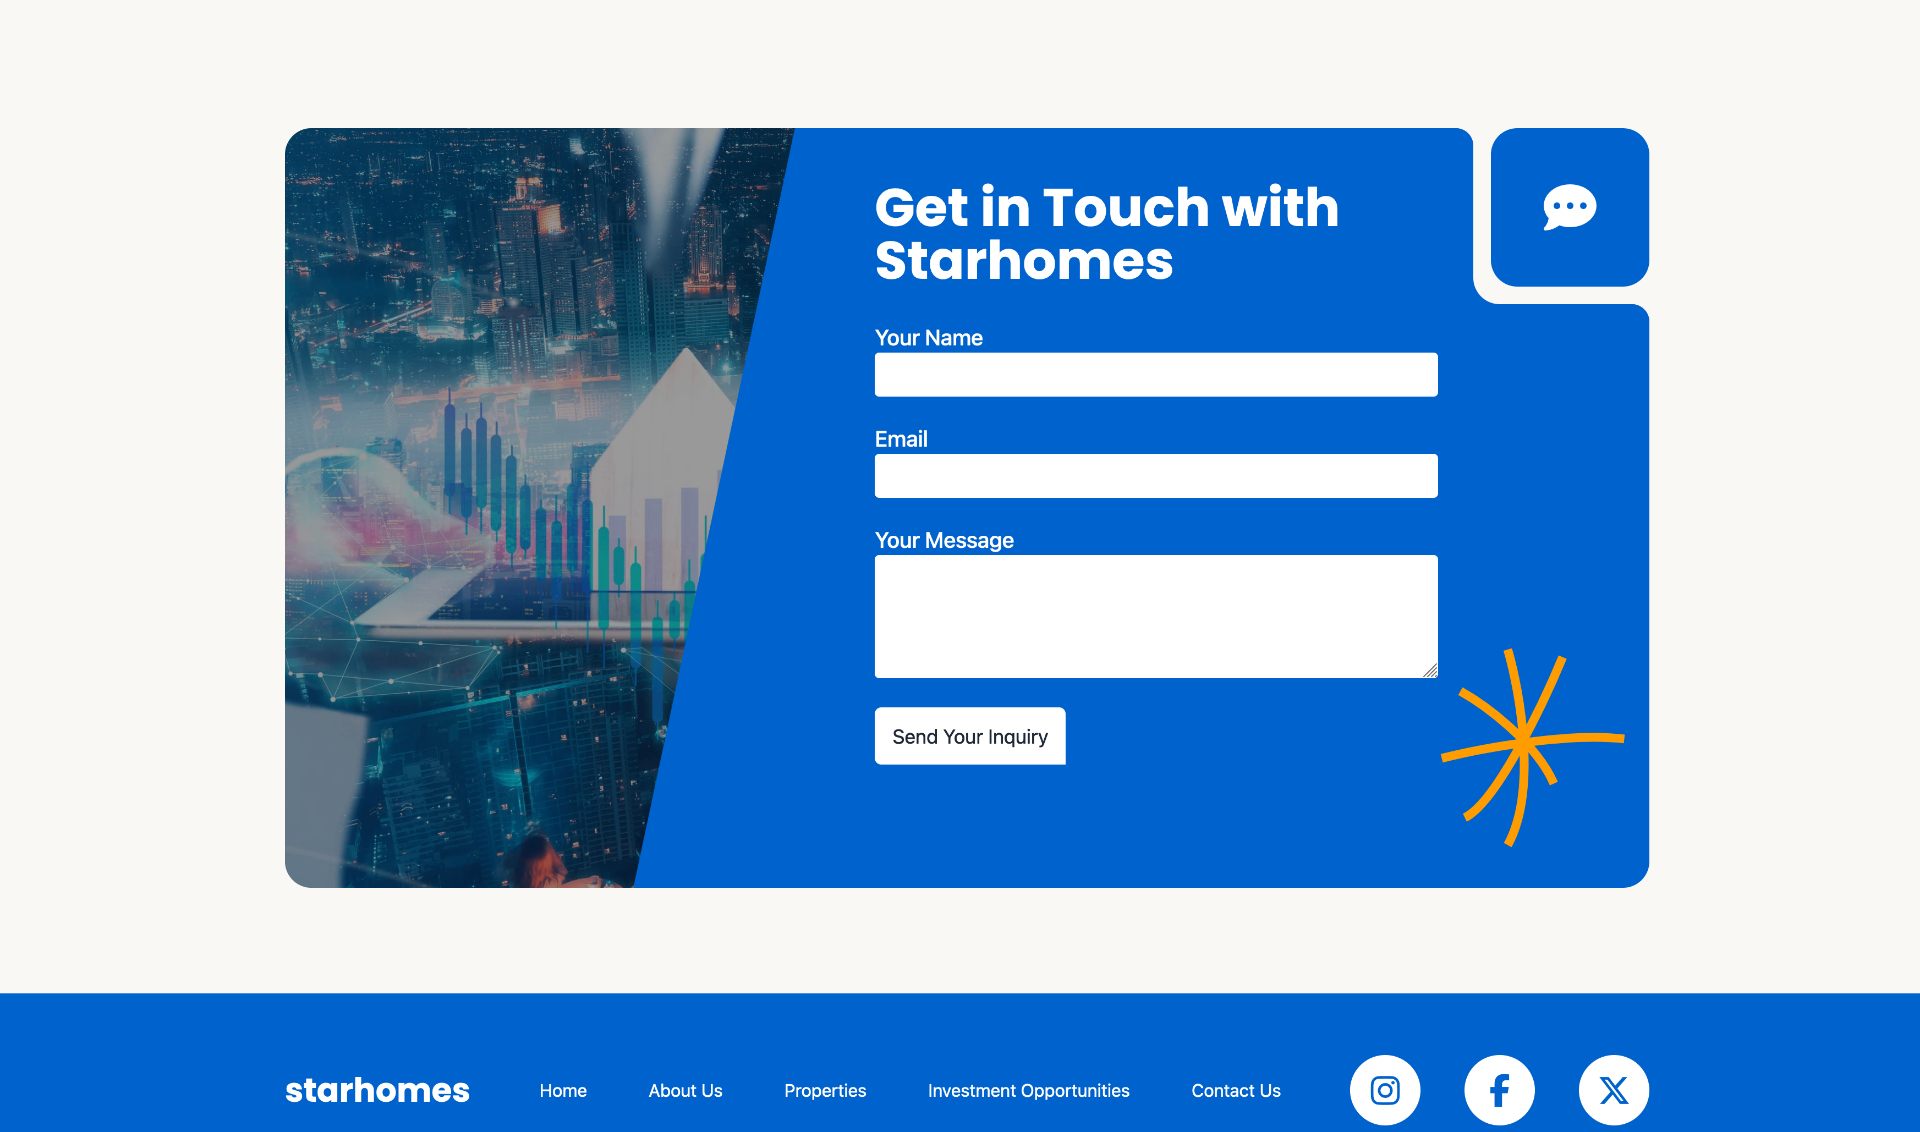 Get in Touch with
Starhomes
Your Name
Email
Your Message
Send Your Inquiry
starhomes
Home
About Us
Properties
Investment Opportunities
Contact Us